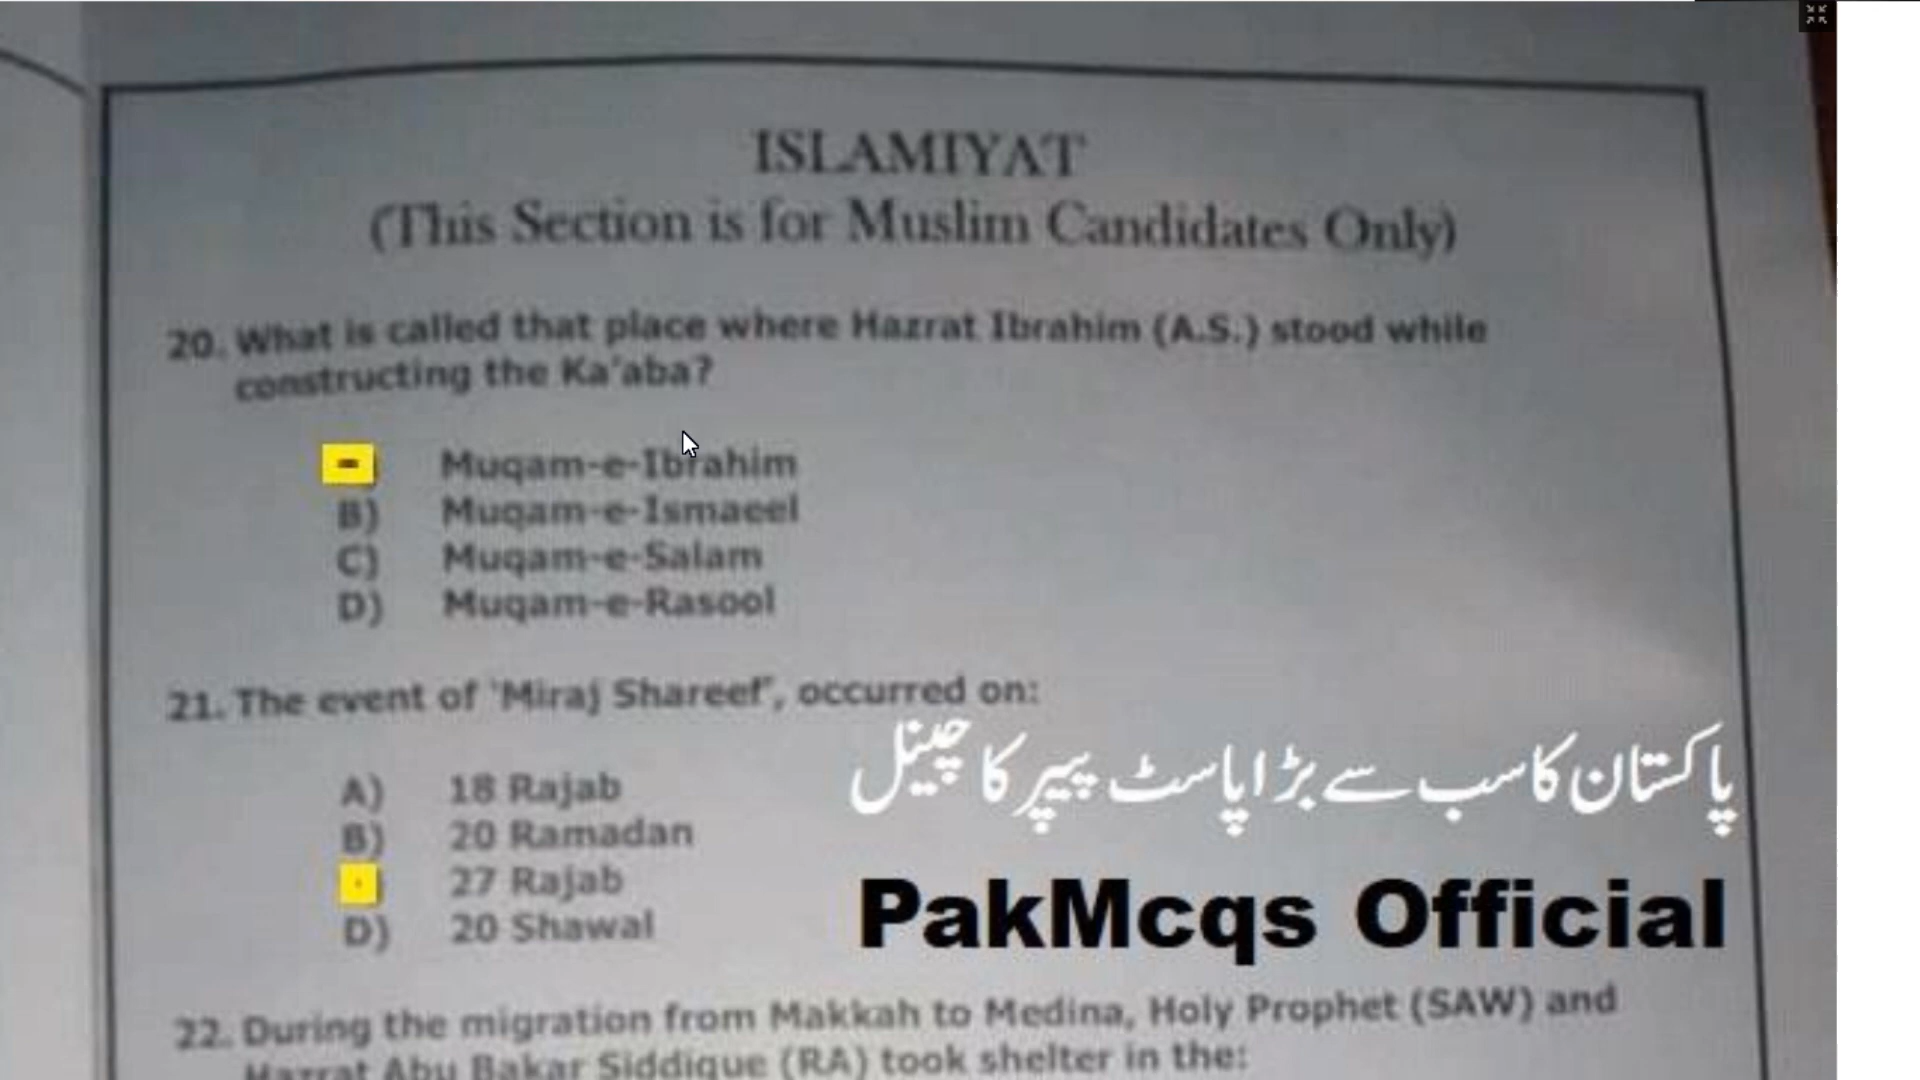 ISLAMIYAT
(This Section is for Muslim Candidates Only)
20. What is called that place where Hazrat Ibrahim (A.S.) stood while
constructing the Ka'aba?
Muqam-e-Ibrahim
B) Muqam-e-Ismaeel
C) Muqam-e-Salam
D) Muqam-e-Rasool
21. The event of 'Miraj Shareef', occurred on:
A) 18 Rajab
B) 20 Ramadan
27 Rajab
D) 20 Shawal
پاکستان کا سب سے بڑا پاسٹ پیپر کا چینل
PakMcqs Official
22. During the migration from Makkah to Medina, Holy Prophet (SAW) and
Hazrat Abu Bakar Siddique (RA) took shelter in the: